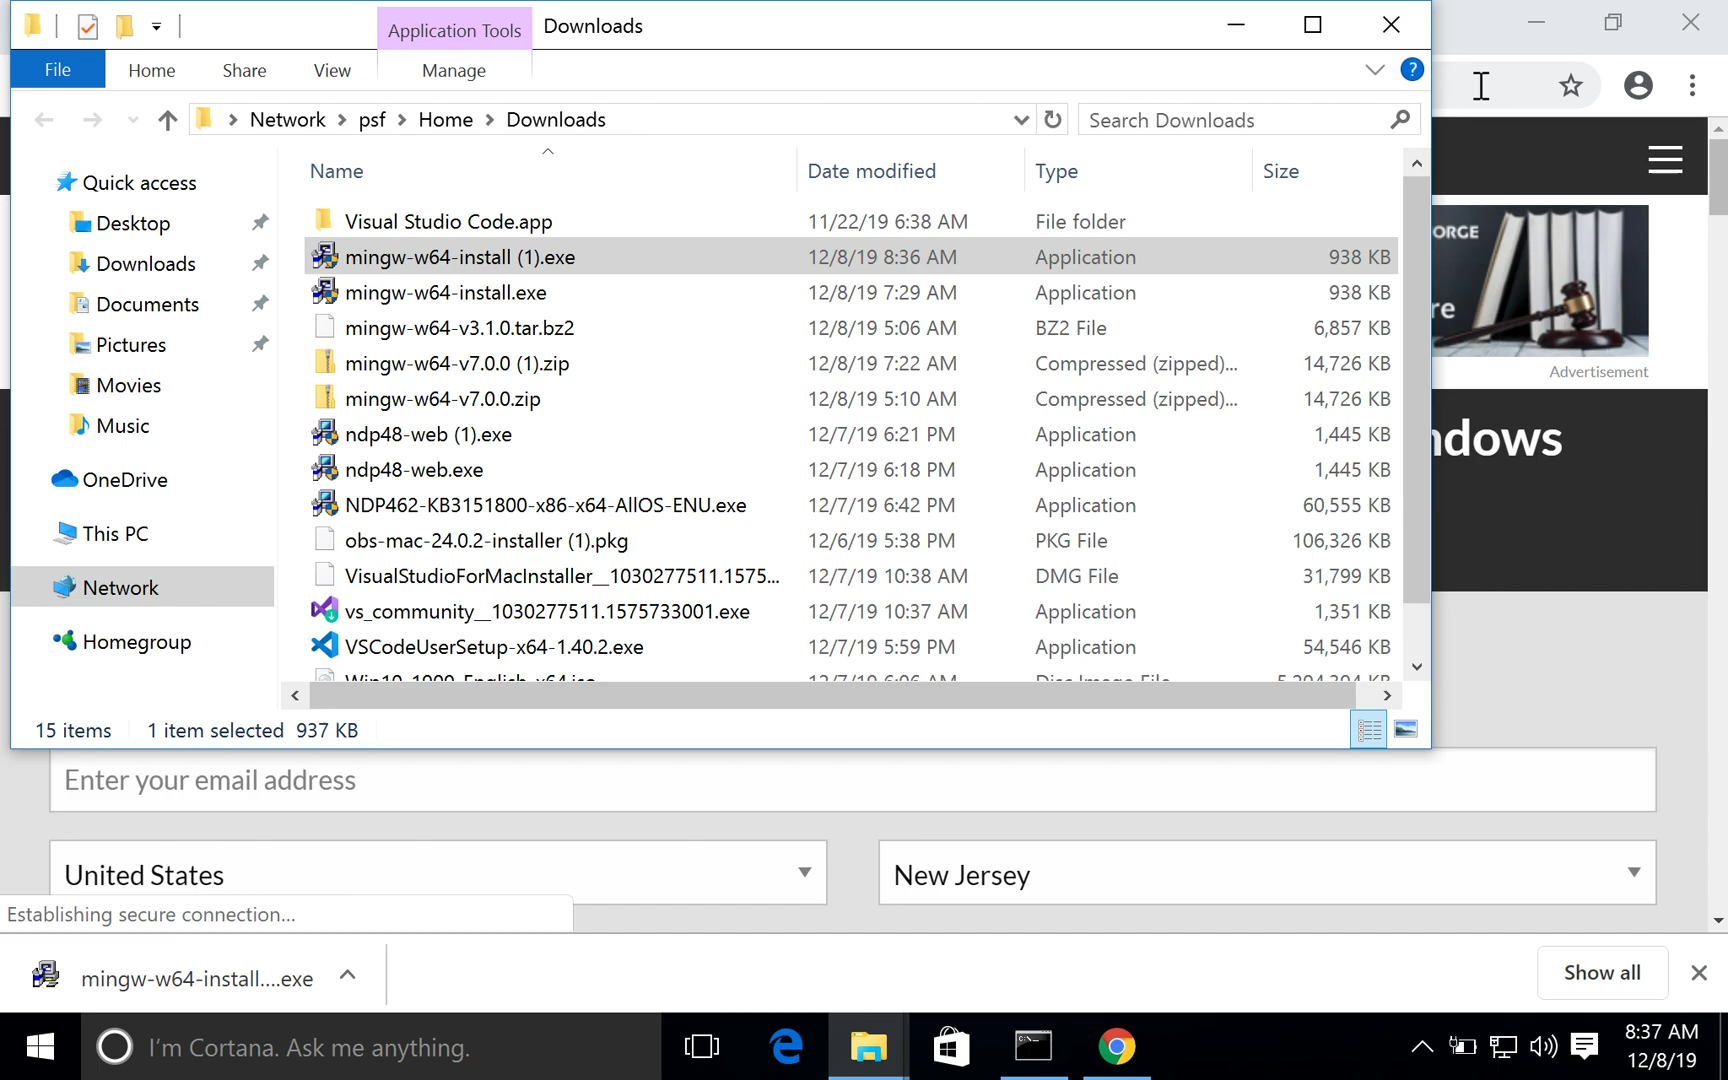 Application Tools
Downloads
File
Home
Share
View
Manage
?
Network
psf
Home
Downloads
Search Downloads
Name
Date modified
Type
Size
Quick access
Desktop
Downloads
Documents
Pictures
Movies
Music
OneDrive
This PC
Network
Homegroup
Visual Studio Code.app 11/22/19 6:38 AM File folder
mingw-w64-install (1).exe 12/8/19 8:36 AM Application 938 KB
mingw-w64-install.exe 12/8/19 7:29 AM Application 938 KB
mingw-w64-v3.1.0.tar.bz2 12/8/19 5:06 AM BZ2 File 6,857 KB
mingw-w64-v7.0.0 (1).zip 12/8/19 7:22 AM Compressed (zipped)... 14,726 KB
mingw-w64-v7.0.0.zip 12/8/19 5:10 AM Compressed (zipped)... 14,726 KB
ndp48-web (1).exe 12/7/19 6:21 PM Application 1,445 KB
ndp48-web.exe 12/7/19 6:18 PM Application 1,445 KB
NDP462-KB3151800-x86-x64-AllOS-ENU.exe 12/7/19 6:42 PM Application 60,555 KB
obs-mac-24.0.2-installer (1).pkg 12/6/19 5:38 PM PKG File 106,326 KB
VisualStudioForMacInstaller__1030277511.1575... 12/7/19 10:38 AM DMG File 31,799 KB
vs_community__1030277511.1575733001.exe 12/7/19 10:37 AM Application 1,351 KB
VSCodeUserSetup-x64-1.40.2.exe 12/7/19 5:59 PM Application 54,546 KB
15 items
1 item selected 937 KB
ORGE
re
Advertisement
ndows
Enter your email address
United States
New Jersey
Establishing secure connection...
mingw-w64-install....exe
Show all
I'm Cortana. Ask me anything.
8:37 AM
12/8/19